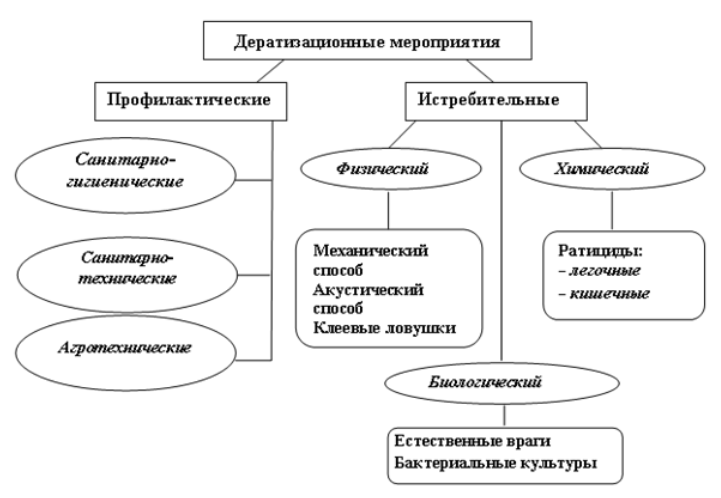 Дератизационные мероприятия
Профилактические
Истребительные
Санитарно-
гигиенические
Физический
Химический
Санитарно-
технические
Механический
способ
Акустический
способ
Клеевые ловушки
Ратициды:
– легочные
– кишечные
Агротехнические
Биологический
Естественные враги
Бактериальные культуры